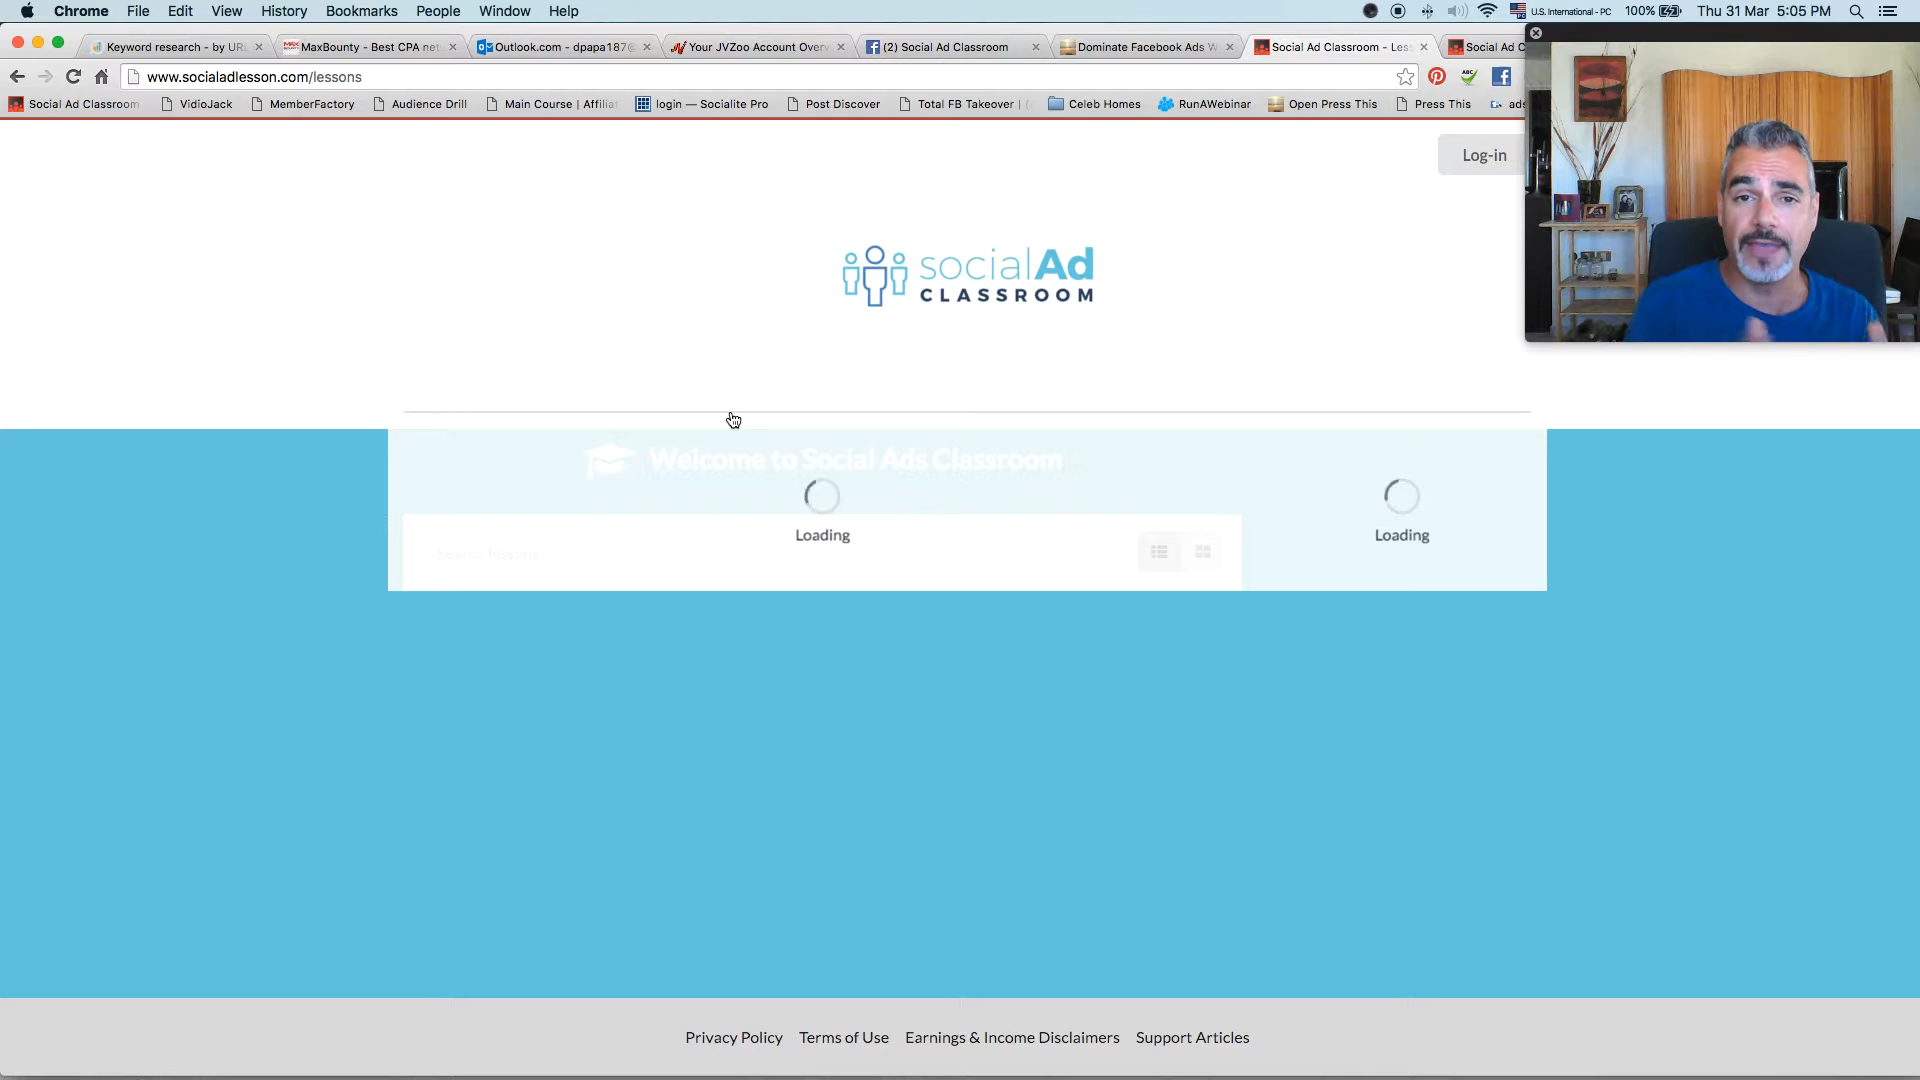 Chrome File Edit View History Bookmarks People Window Help U.S. International - PC 100% Thu 31 Mar 5:05 PM
Keyword research - by URL MaxBounty - Best CPA net Outlook.com - dpapa187@ Your JVZoo Account Overv (2) Social Ad Classroom Dominate Facebook Ads W Social Ad Classroom - Less Social Ad C
www.socialadlesson.com/lessons
Social Ad Classroom VidioJack MemberFactory Audience Drill Main Course | Affiliat login — Socialite Pro Post Discover Total FB Takeover | Celeb Homes RunAWebinar Open Press This Press This ads
Log-in
socialAd
CLASSROOM
Welcome to Social Ads Classroom
Loading
Loading
Search lessons
Privacy Policy Terms of Use Earnings & Income Disclaimers Support Articles